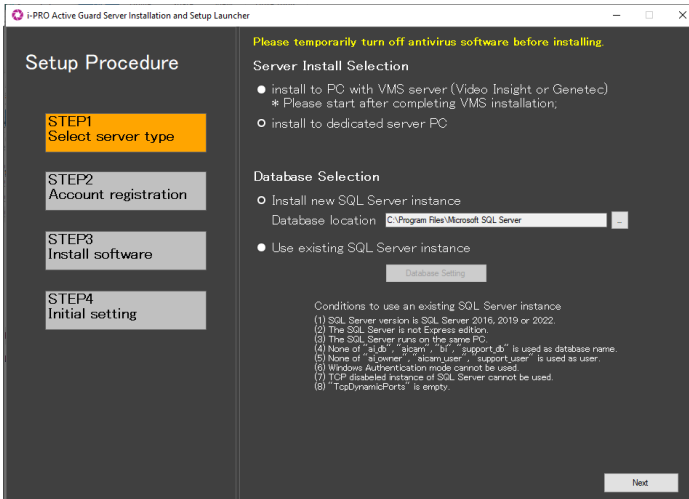 i-PRO Active Guard Server Installation and Setup Launcher
Setup Procedure
STEP1
Select server type
STEP2
Account registration
STEP3
Install software
STEP4
Initial setting
Please temporarily turn off antivirus software before installing.
Server Install Selection
install to PC with VMS server (Video Insight or Genetec)
* Please start after completing VMS installation;
install to dedicated server PC
Database Selection
Install new SQL Server instance
Database location C:\Program Files\Microsoft SQL Server ...
Use existing SQL Server instance
Database Setting
Conditions to use an existing SQL Server instance
(1) SQL Server version is SQL Server 2016, 2019 or 2022.
(2) The SQL Server is not Express edition.
(3) The SQL Server runs on the same PC.
(4) None of "ai_db", "aicam", "bi", "support_db" is used as database name.
(5) None of "ai_owner", "aicam_user", "support_user" is used as user.
(6) Windows Authentication mode cannot be used.
(7) TCP disabeled instance of SQL Server cannot be used.
(8) "TcpDynamicPorts" is empty.
Next